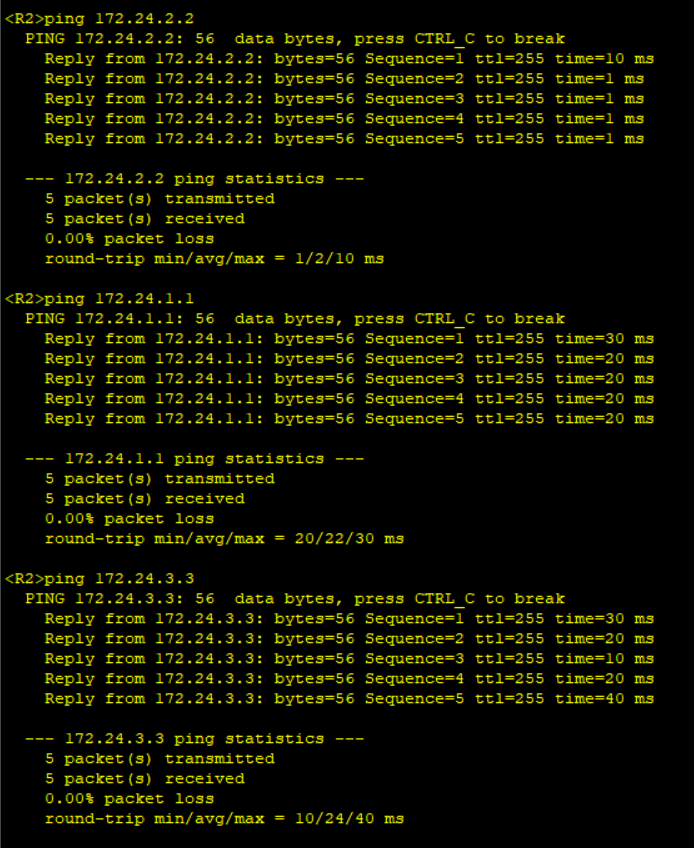 <R2>ping 172.24.2.2
  PING 172.24.2.2: 56  data bytes, press CTRL_C to break
    Reply from 172.24.2.2: bytes=56 Sequence=1 ttl=255 time=10 ms
    Reply from 172.24.2.2: bytes=56 Sequence=2 ttl=255 time=1 ms
    Reply from 172.24.2.2: bytes=56 Sequence=3 ttl=255 time=1 ms
    Reply from 172.24.2.2: bytes=56 Sequence=4 ttl=255 time=1 ms
    Reply from 172.24.2.2: bytes=56 Sequence=5 ttl=255 time=1 ms

  --- 172.24.2.2 ping statistics ---
    5 packet(s) transmitted
    5 packet(s) received
    0.00% packet loss
    round-trip min/avg/max = 1/2/10 ms

<R2>ping 172.24.1.1
  PING 172.24.1.1: 56  data bytes, press CTRL_C to break
    Reply from 172.24.1.1: bytes=56 Sequence=1 ttl=255 time=30 ms
    Reply from 172.24.1.1: bytes=56 Sequence=2 ttl=255 time=20 ms
    Reply from 172.24.1.1: bytes=56 Sequence=3 ttl=255 time=20 ms
    Reply from 172.24.1.1: bytes=56 Sequence=4 ttl=255 time=20 ms
    Reply from 172.24.1.1: bytes=56 Sequence=5 ttl=255 time=20 ms

  --- 172.24.1.1 ping statistics ---
    5 packet(s) transmitted
    5 packet(s) received
    0.00% packet loss
    round-trip min/avg/max = 20/22/30 ms

<R2>ping 172.24.3.3
  PING 172.24.3.3: 56  data bytes, press CTRL_C to break
    Reply from 172.24.3.3: bytes=56 Sequence=1 ttl=255 time=30 ms
    Reply from 172.24.3.3: bytes=56 Sequence=2 ttl=255 time=20 ms
    Reply from 172.24.3.3: bytes=56 Sequence=3 ttl=255 time=10 ms
    Reply from 172.24.3.3: bytes=56 Sequence=4 ttl=255 time=20 ms
    Reply from 172.24.3.3: bytes=56 Sequence=5 ttl=255 time=40 ms

  --- 172.24.3.3 ping statistics ---
    5 packet(s) transmitted
    5 packet(s) received
    0.00% packet loss
    round-trip min/avg/max = 10/24/40 ms